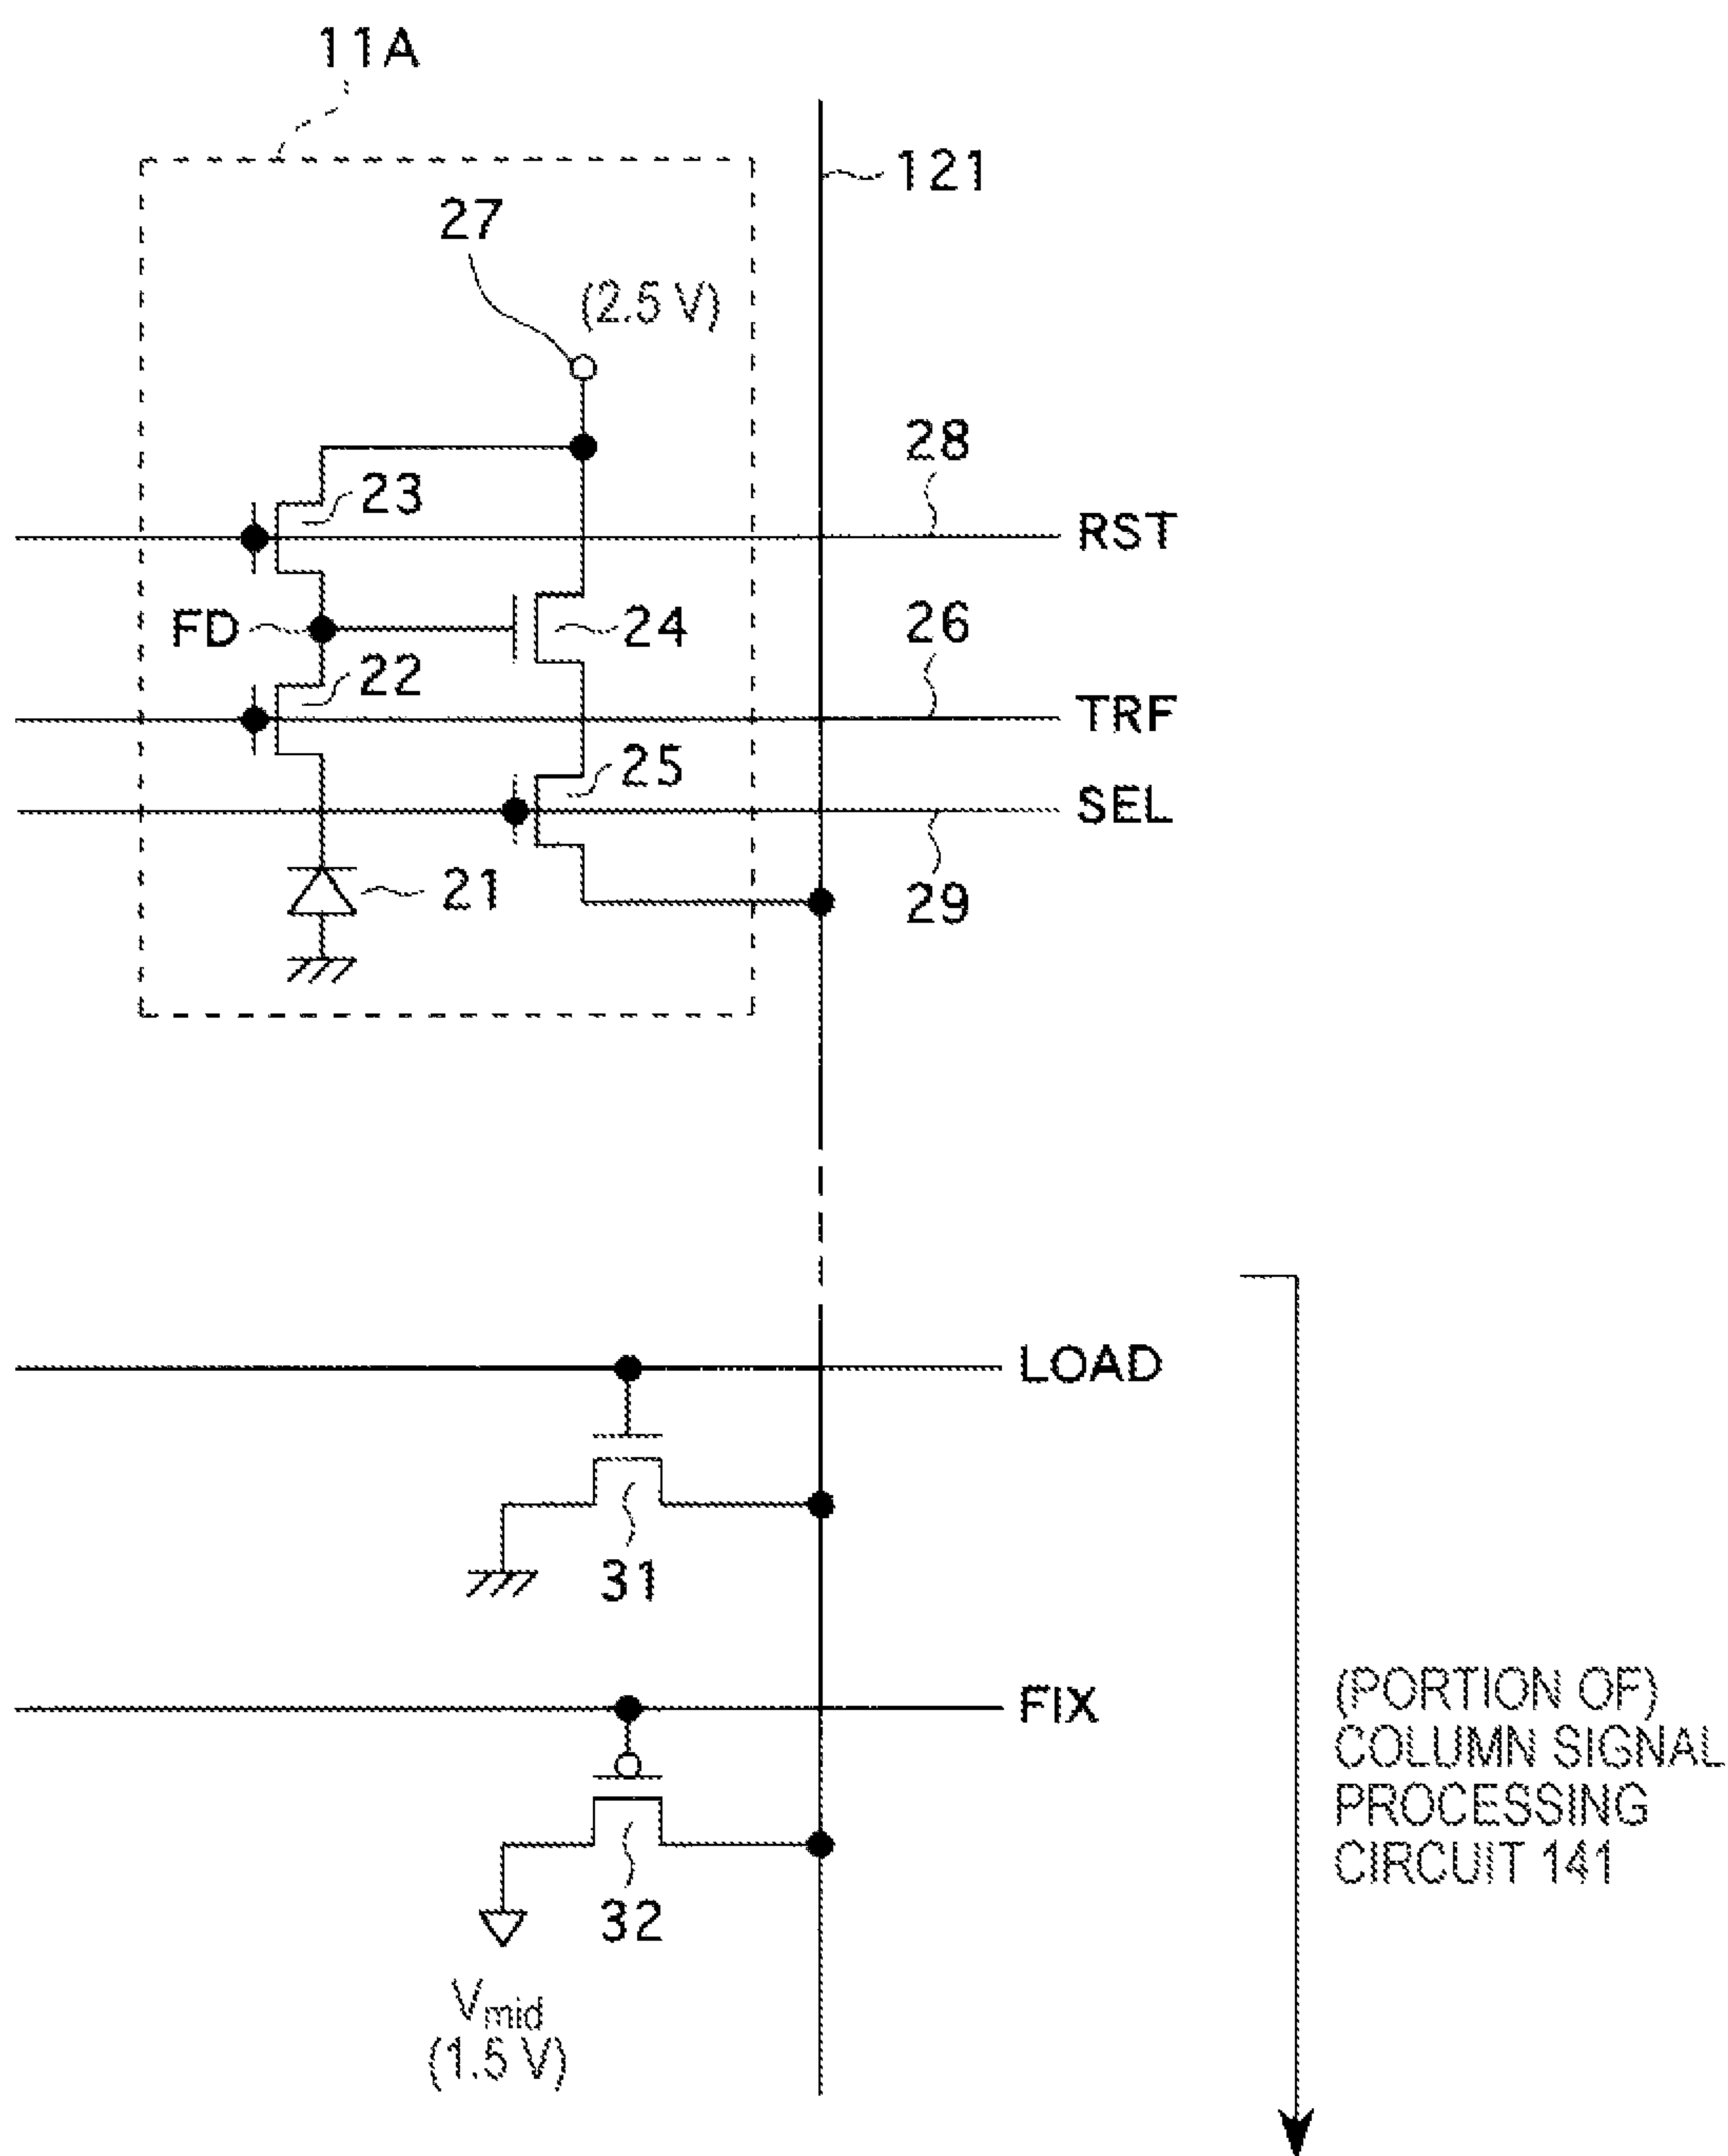 11A
121
27
(2.5 V)
28
23
RST
FD
24
26
22
TRF
25
SEL
21
29
LOAD
31
FIX
(PORTION OF)
COLUMN SIGNAL
PROCESSING
CIRCUIT 141
32
Vmid
(1.5 V)